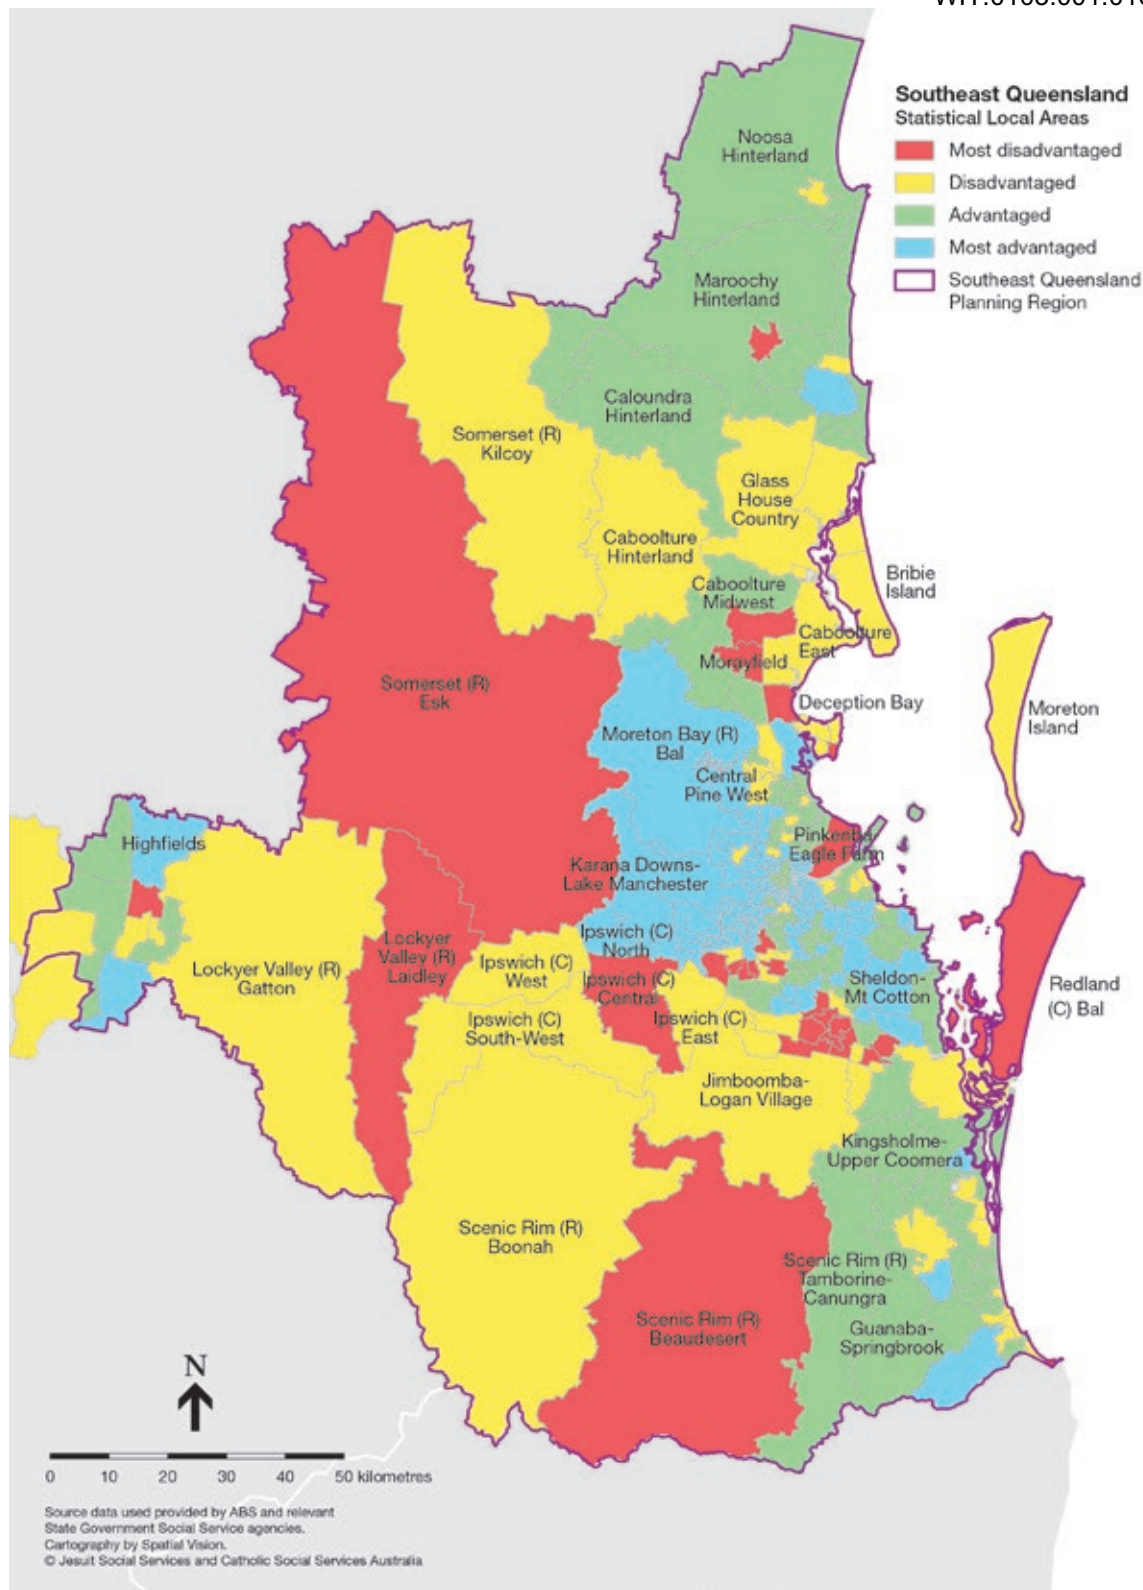 Southeast Queensland
Statistical Local Areas
Most disadvantaged
Disadvantaged
Advantaged
Most advantaged
Southeast Queensland
Planning Region
Noosa
Hinterland
Maroochy
Hinterland
Caloundra
Hinterland
Somerset (R)
Kilcoy
Glass
House
Country
Caboolture
Hinterland
Bribie
Island
Caboolture
Midwest
Caboolture
East
Morayfield
Somerset (R)
Esk
Deception Bay
Moreton
Island
Moreton Bay (R)
Bal
Central
Pine West
Highfields
Pinkenba-
Eagle Farm
Karana Downs-
Lake Manchester
Lockyer
Valley (R)
Laidley
Ipswich (C)
North
Lockyer Valley (R)
Gatton
Ipswich (C)
West
Ipswich (C)
Central
Sheldon-
Mt Cotton
Redland
(C) Bal
Ipswich (C)
South-West
Ipswich (C)
East
Jimboomba-
Logan Village
Kingsholme-
Upper Coomera
Scenic Rim (R)
Boonah
Scenic Rim (R)
Tamborine-
Canungra
Scenic Rim (R)
Beaudesert
Guanaba-
Springbrook
N
0 10 20 30 40 50 kilometres
Source data used provided by ABS and relevant
State Government Social Service agencies.
Cartography by Spatial Vision.
© Jesuit Social Services and Catholic Social Services Australia